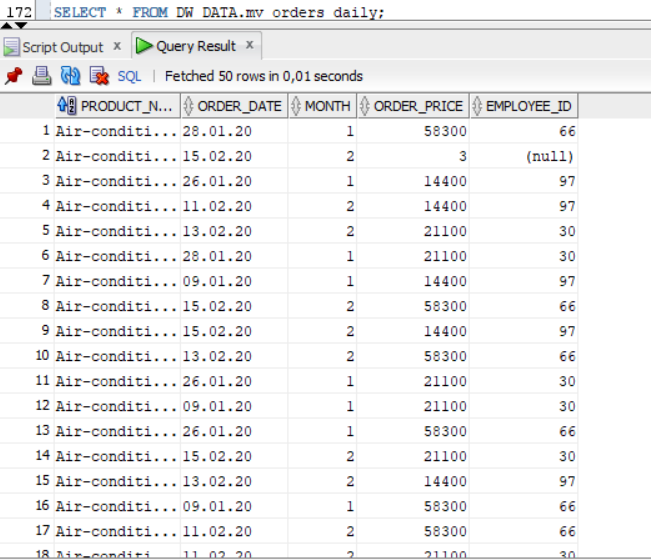 172 SELECT * FROM DW_DATA.mv_orders_daily;
Script Output x Query Result x
SQL | Fetched 50 rows in 0,01 seconds
PRODUCT_N... ORDER_DATE MONTH ORDER_PRICE EMPLOYEE_ID
1 Air-conditi... 28.01.20 1 58300 66
2 Air-conditi... 15.02.20 2 3 (null)
3 Air-conditi... 26.01.20 1 14400 97
4 Air-conditi... 11.02.20 2 14400 97
5 Air-conditi... 13.02.20 2 21100 30
6 Air-conditi... 28.01.20 1 21100 30
7 Air-conditi... 09.01.20 1 14400 97
8 Air-conditi... 15.02.20 2 58300 66
9 Air-conditi... 15.02.20 2 14400 97
10 Air-conditi... 13.02.20 2 58300 66
11 Air-conditi... 26.01.20 1 21100 30
12 Air-conditi... 09.01.20 1 21100 30
13 Air-conditi... 26.01.20 1 58300 66
14 Air-conditi... 15.02.20 2 21100 30
15 Air-conditi... 13.02.20 2 14400 97
16 Air-conditi... 09.01.20 1 58300 66
17 Air-conditi... 11.02.20 2 58300 66
18 Air-conditi... 11.02.20 2 21100 30